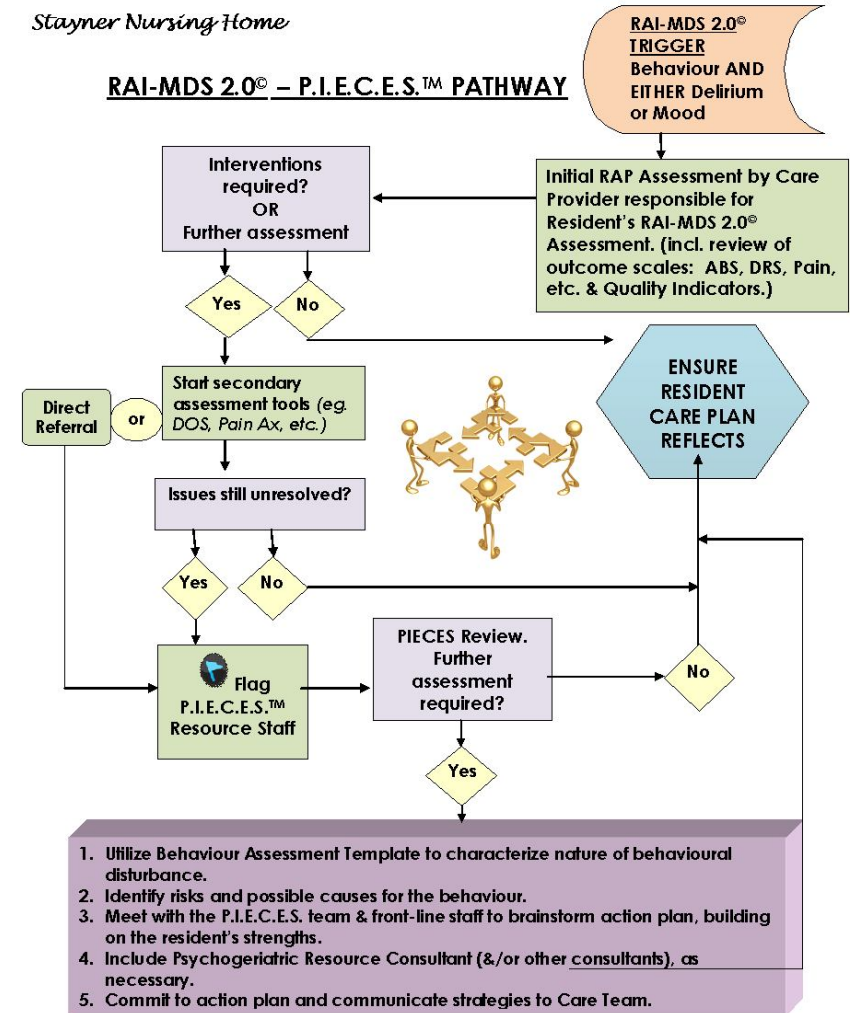 Stayner Nursing Home
RAI-MDS 2.0© – P.I.E.C.E.S.™ PATHWAY
RAI-MDS 2.0©
TRIGGER
Behaviour AND
EITHER Delirium
or Mood
Initial RAP Assessment by Care
Provider responsible for
Resident's RAI-MDS 2.0©
Assessment. (incl. review of
outcome scales: ABS, DRS, Pain,
etc. & Quality Indicators.)
Interventions
required?
OR
Further assessment
Yes
No
ENSURE
RESIDENT
CARE PLAN
REFLECTS
Direct
Referral
or
Start secondary
assessment tools (eg.
DOS, Pain Ax, etc.)
Issues still unresolved?
Yes
No
Flag
P.I.E.C.E.S.™
Resource Staff
PIECES Review.
Further
assessment
required?
No
Yes
1. Utilize Behaviour Assessment Template to characterize nature of behavioural
disturbance.
2. Identify risks and possible causes for the behaviour.
3. Meet with the P.I.E.C.E.S. team & front-line staff to brainstorm action plan, building
on the resident's strengths.
4. Include Psychogeriatric Resource Consultant (&/or other consultants), as
necessary.
5. Commit to action plan and communicate strategies to Care Team.